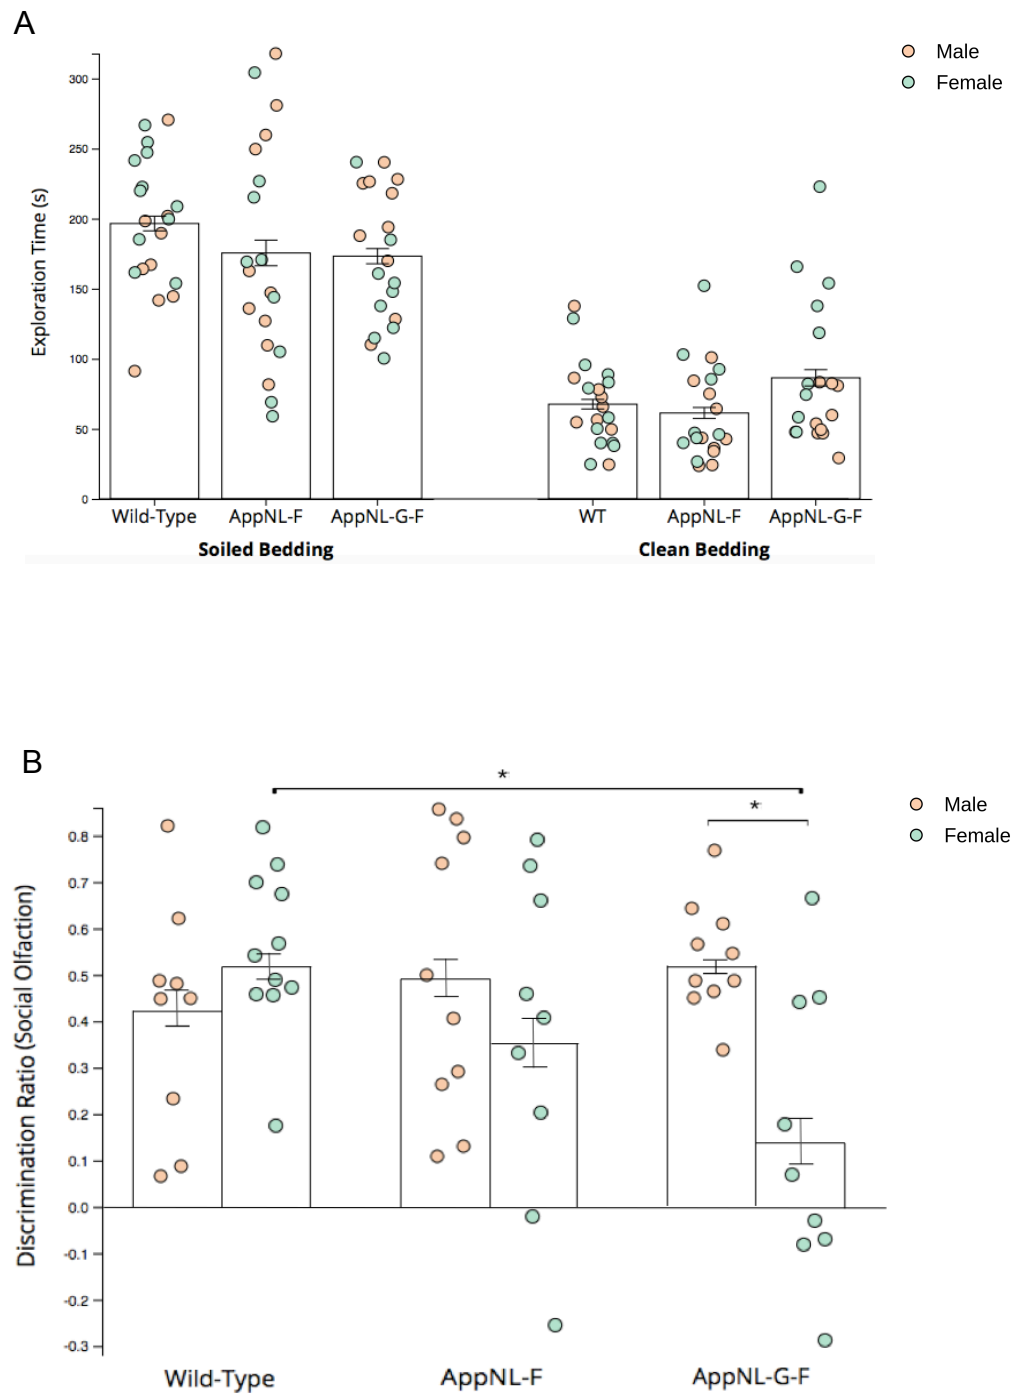 A
Male
Female
Exploration Time (s)
300
250
200
150
100
50
0
Wild-Type AppNL-F AppNL-G-F WT AppNL-F AppNL-G-F
Soiled Bedding Clean Bedding
B
*
*
Male
Female
Discrimination Ratio (Social Olfaction)
0.8
0.7
0.6
0.5
0.4
0.3
0.2
0.1
0.0
-0.1
-0.2
-0.3
Wild-Type AppNL-F AppNL-G-F